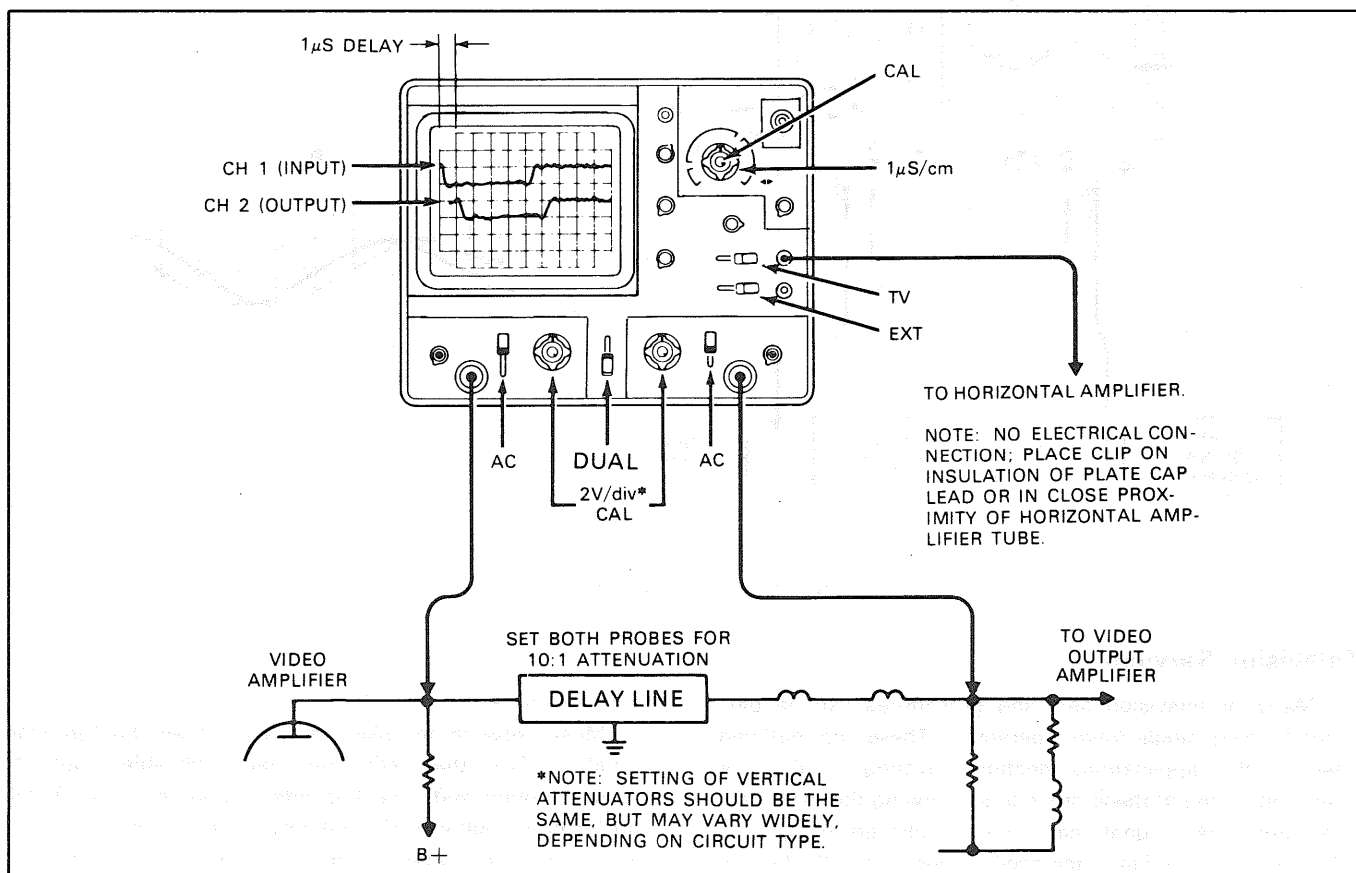 1μS DELAY
CAL
CH 1 (INPUT)
1μS/cm
CH 2 (OUTPUT)
TV
EXT
AC
DUAL
AC
2V/div*
CAL
TO HORIZONTAL AMPLIFIER.
NOTE: NO ELECTRICAL CON-
NECTION; PLACE CLIP ON
INSULATION OF PLATE CAP
LEAD OR IN CLOSE PROX-
IMITY OF HORIZONTAL AMP-
LIFIER TUBE.
VIDEO
AMPLIFIER
SET BOTH PROBES FOR
10:1 ATTENUATION
DELAY LINE
TO VIDEO
OUTPUT
AMPLIFIER
*NOTE: SETTING OF VERTICAL
ATTENUATORS SHOULD BE THE
SAME, BUT MAY VARY WIDELY,
DEPENDING ON CIRCUIT TYPE.
B+